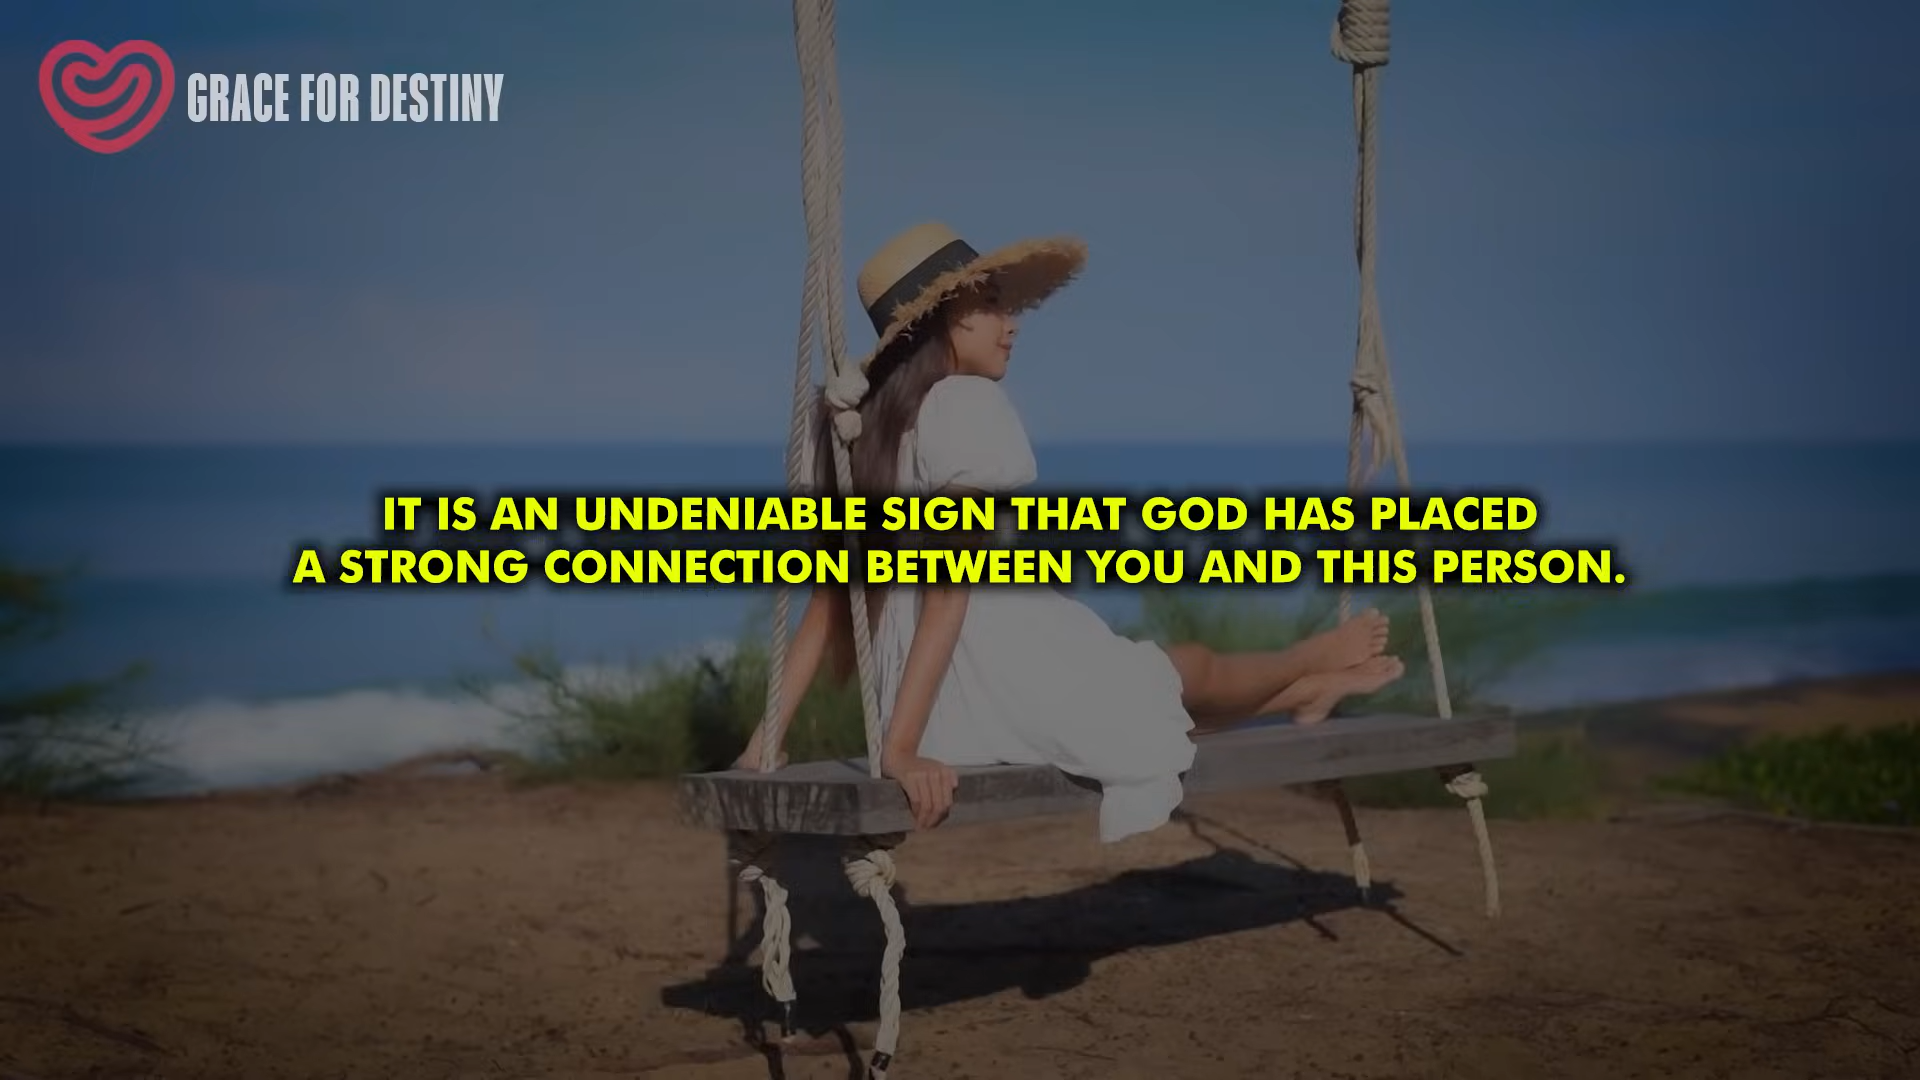 GRACE FOR DESTINY
IT IS AN UNDENIABLE SIGN THAT GOD HAS PLACED
A STRONG CONNECTION BETWEEN YOU AND THIS PERSON.